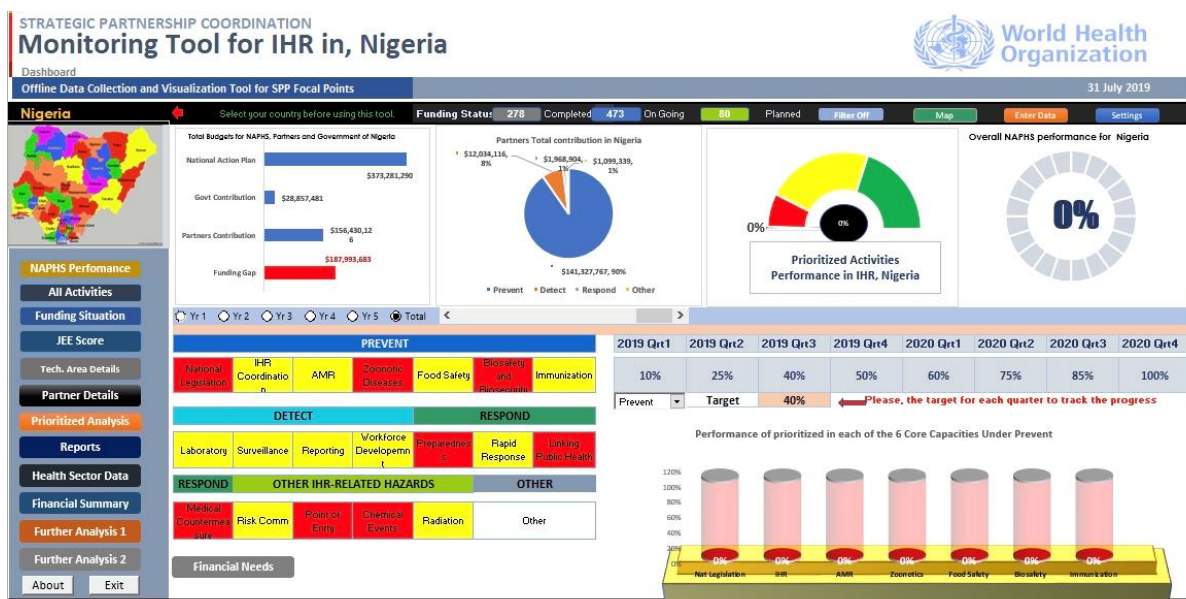 STRATEGIC PARTNERSHIP COORDINATION
Monitoring Tool for IHR in, Nigeria
World Health
Organization
Dashboard
Offline Data Collection and Visualization Tool for SPP Focal Points
31 July 2019
Nigeria
Select your country before using this tool.
Funding Status
278
Completed
473
On Going
80
Planned
Filter Off
Map
Enter Data
Settings
Total Budgets for NAPHS, Partners and Government of Nigeria
National Action Plan
$373,281,290
Govt Contribution
$28,857,481
Partners Contribution
$156,430,12
6
Funding Gap
$187,993,683
Partners Total contribution in Nigeria
$12,034,116,
8%
$1,968,904,
1%
$1,099,339,
1%
$141,327,767, 90%
Prevent Detect Respond Other
0%
0%
Prioritized Activities
Performance in IHR, Nigeria
Overall NAPHS performance for Nigeria
0%
NAPHS Perfomance
All Activities
Funding Situation
JEE Score
Tech. Area Details
Partner Details
Prioritized Analysis
Reports
Health Sector Data
Financial Summary
Further Analysis 1
Further Analysis 2
About
Exit
Yr 1 Yr 2 Yr 3 Yr 4 Yr 5 Total
PREVENT
National
Legislation
IHR
Coordinatio
n
AMR
Zoonotic
Diseases
Food Safety
Biosafety
and
Biosecurity
Immunization
DETECT
RESPOND
Laboratory
Surveillance
Reporting
Workforce
Developemn
t
Preparednes
s
Rapid
Response
Linking
Public Health
RESPOND
OTHER IHR-RELATED HAZARDS
OTHER
Medical
Countermea
sure
Risk Comm
Point of
Entry
Chemical
Events
Radiation
Other
Financial Needs
2019 Qrt1 2019 Qrt2 2019 Qrt3 2019 Qrt4 2020 Qrt1 2020 Qrt2 2020 Qrt3 2020 Qrt4
10% 25% 40% 50% 60% 75% 85% 100%
Prevent
Target
40%
Please, the target for each quarter to track the progress
Performance of prioritized in each of the 6 Core Capacities Under Prevent
120%
100%
80%
60%
40%
20%
0%
0% 0% 0% 0% 0% 0% 0%
Nat Legislation IHR AMR Zoonotics Food Safety Biosafety Immunization